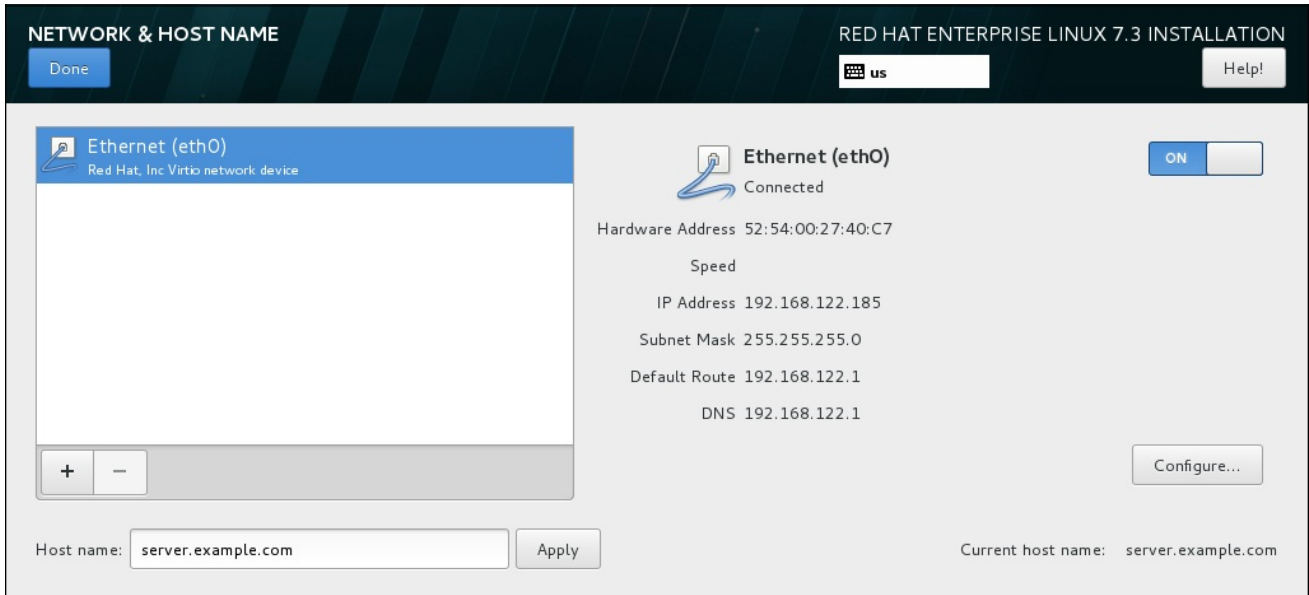 NETWORK & HOST NAME
RED HAT ENTERPRISE LINUX 7.3 INSTALLATION
Done
us
Help!
Ethernet (eth0)
Red Hat, Inc Virtio network device
Ethernet (eth0)
Connected
ON
Hardware Address 52:54:00:27:40:C7
Speed
IP Address 192.168.122.185
Subnet Mask 255.255.255.0
Default Route 192.168.122.1
DNS 192.168.122.1
+ −
Configure...
Host name: server.example.com Apply
Current host name: server.example.com